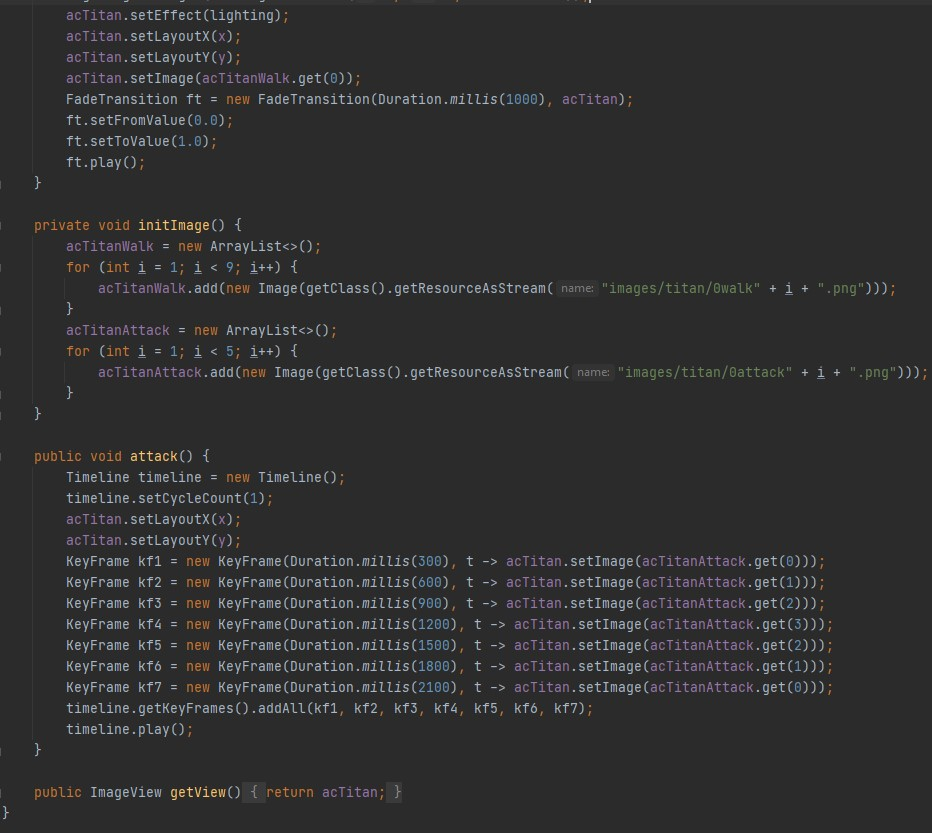 acTitan.setEffect(lighting);
acTitan.setLayoutX(x);
acTitan.setLayoutY(y);
acTitan.setImage(acTitanWalk.get(0));
FadeTransition ft = new FadeTransition(Duration.millis(1000), acTitan);
ft.setFromValue(0.0);
ft.setToValue(1.0);
ft.play();
}
private void initImage() {
acTitanWalk = new ArrayList<>();
for (int i = 1; i < 9; i++) {
acTitanWalk.add(new Image(getClass().getResourceAsStream( name: "images/titan/0walk" + i + ".png")));
}
acTitanAttack = new ArrayList<>();
for (int i = 1; i < 5; i++) {
acTitanAttack.add(new Image(getClass().getResourceAsStream( name: "images/titan/0attack" + i + ".png")));
}
}
public void attack() {
Timeline timeline = new Timeline();
timeline.setCycleCount(1);
acTitan.setLayoutX(x);
acTitan.setLayoutY(y);
KeyFrame kf1 = new KeyFrame(Duration.millis(300), t -> acTitan.setImage(acTitanAttack.get(0)));
KeyFrame kf2 = new KeyFrame(Duration.millis(600), t -> acTitan.setImage(acTitanAttack.get(1)));
KeyFrame kf3 = new KeyFrame(Duration.millis(900), t -> acTitan.setImage(acTitanAttack.get(2)));
KeyFrame kf4 = new KeyFrame(Duration.millis(1200), t -> acTitan.setImage(acTitanAttack.get(3)));
KeyFrame kf5 = new KeyFrame(Duration.millis(1500), t -> acTitan.setImage(acTitanAttack.get(2)));
KeyFrame kf6 = new KeyFrame(Duration.millis(1800), t -> acTitan.setImage(acTitanAttack.get(1)));
KeyFrame kf7 = new KeyFrame(Duration.millis(2100), t -> acTitan.setImage(acTitanAttack.get(0)));
timeline.getKeyFrames().addAll(kf1, kf2, kf3, kf4, kf5, kf6, kf7);
timeline.play();
}
public ImageView getView() { return acTitan; }
}